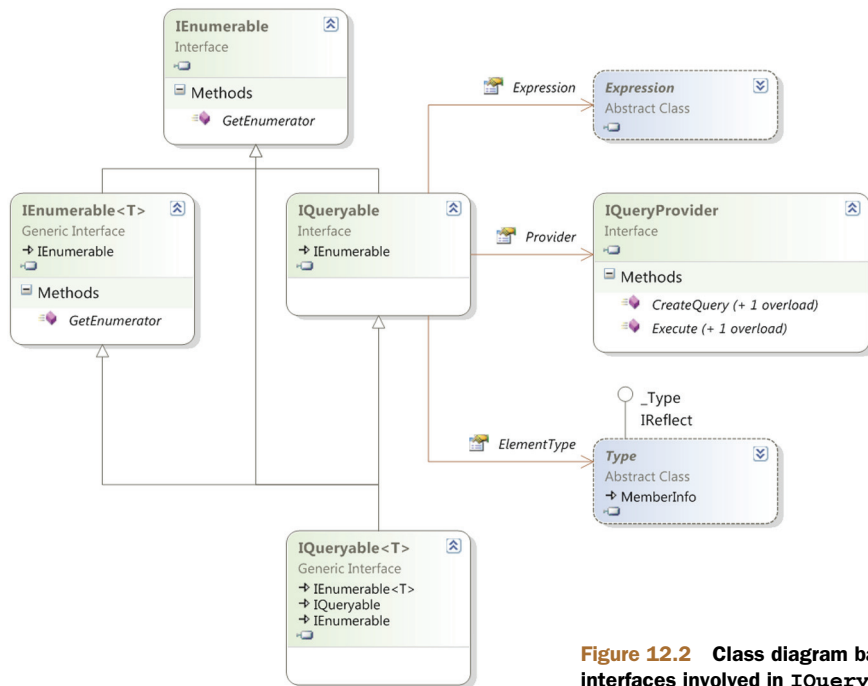 IEnumerable
Interface
Methods
GetEnumerator
Expression
Expression
Abstract Class
IEnumerable<T>
Generic Interface
IEnumerable
Methods
GetEnumerator
IQueryable
Interface
IEnumerable
Provider
IQueryProvider
Interface
Methods
CreateQuery (+ 1 overload)
Execute (+ 1 overload)
_Type
IReflect
ElementType
Type
Abstract Class
MemberInfo
IQueryable<T>
Generic Interface
IEnumerable<T>
IQueryable
IEnumerable
Figure 12.2 Class diagram ba
interfaces involved in IQuery